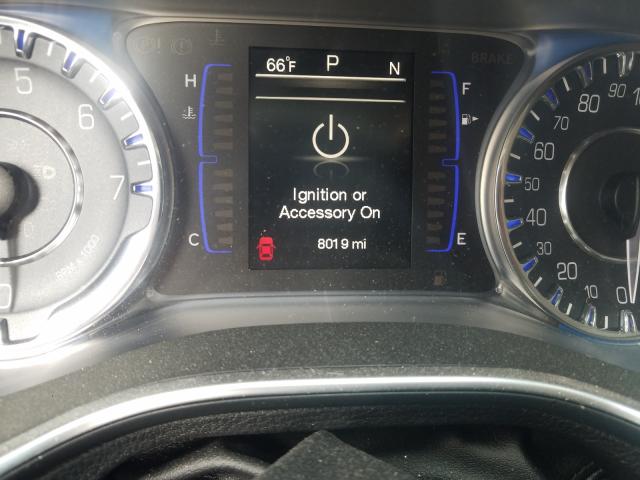 66°F P N
BRAKE
H
F
C
E
Ignition or
Accessory On
8019 mi
5
6
7
0
RPM x 1000
90
80
70
60
50
40
30
20
10
0